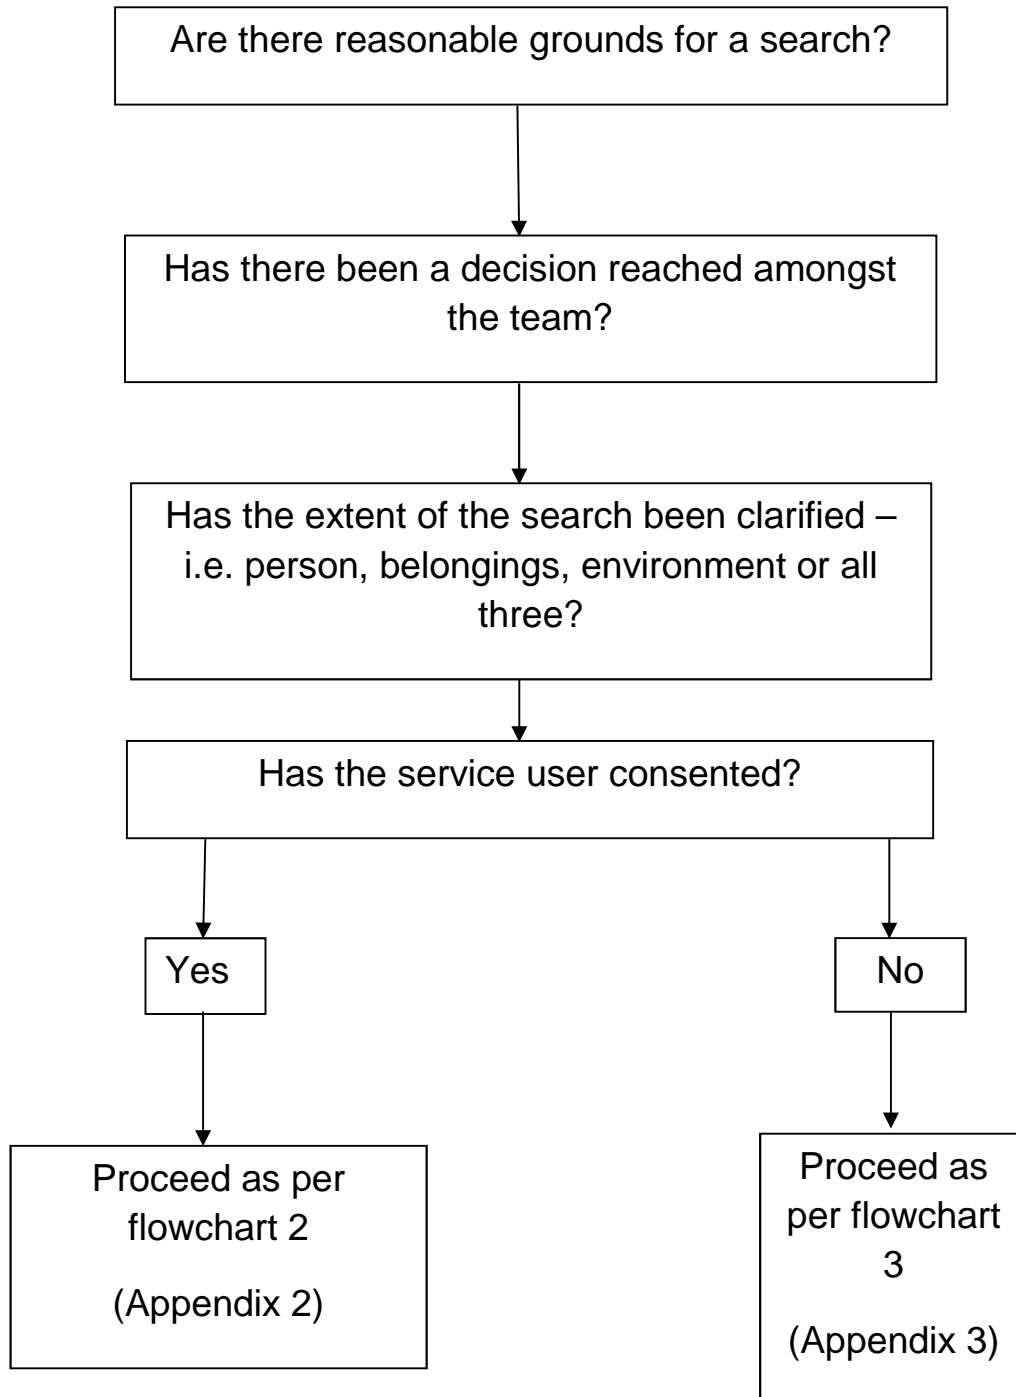 Are there reasonable grounds for a search?
Has there been a decision reached amongst
the team?
Has the extent of the search been clarified –
i.e. person, belongings, environment or all
three?
Has the service user consented?
Yes
No
Proceed as per
flowchart 2
(Appendix 2)
Proceed as
per flowchart
3
(Appendix 3)